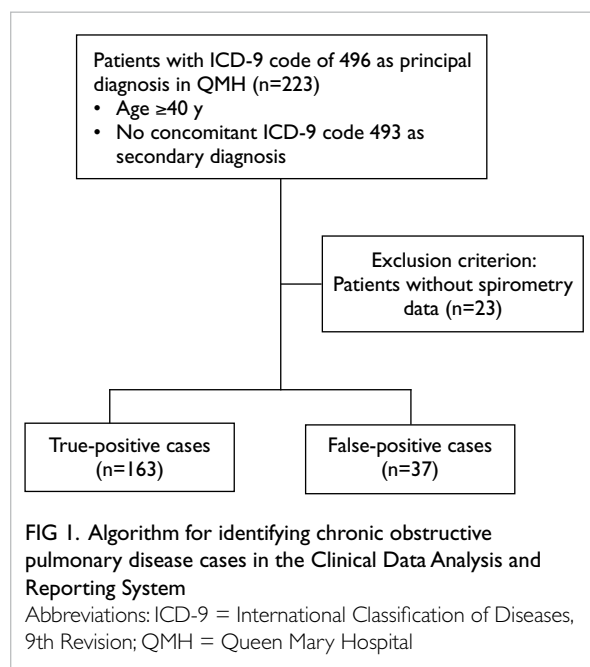 Patients with ICD-9 code of 496 as principal
diagnosis in QMH (n=223)
• Age ≥40 y
• No concomitant ICD-9 code 493 as
secondary diagnosis
Exclusion criterion:
Patients without spirometry
data (n=23)
True-positive cases
(n=163)
False-positive cases
(n=37)
FIG 1. Algorithm for identifying chronic obstructive
pulmonary disease cases in the Clinical Data Analysis and
Reporting System
Abbreviations: ICD-9 = International Classification of Diseases,
9th Revision; QMH = Queen Mary Hospital